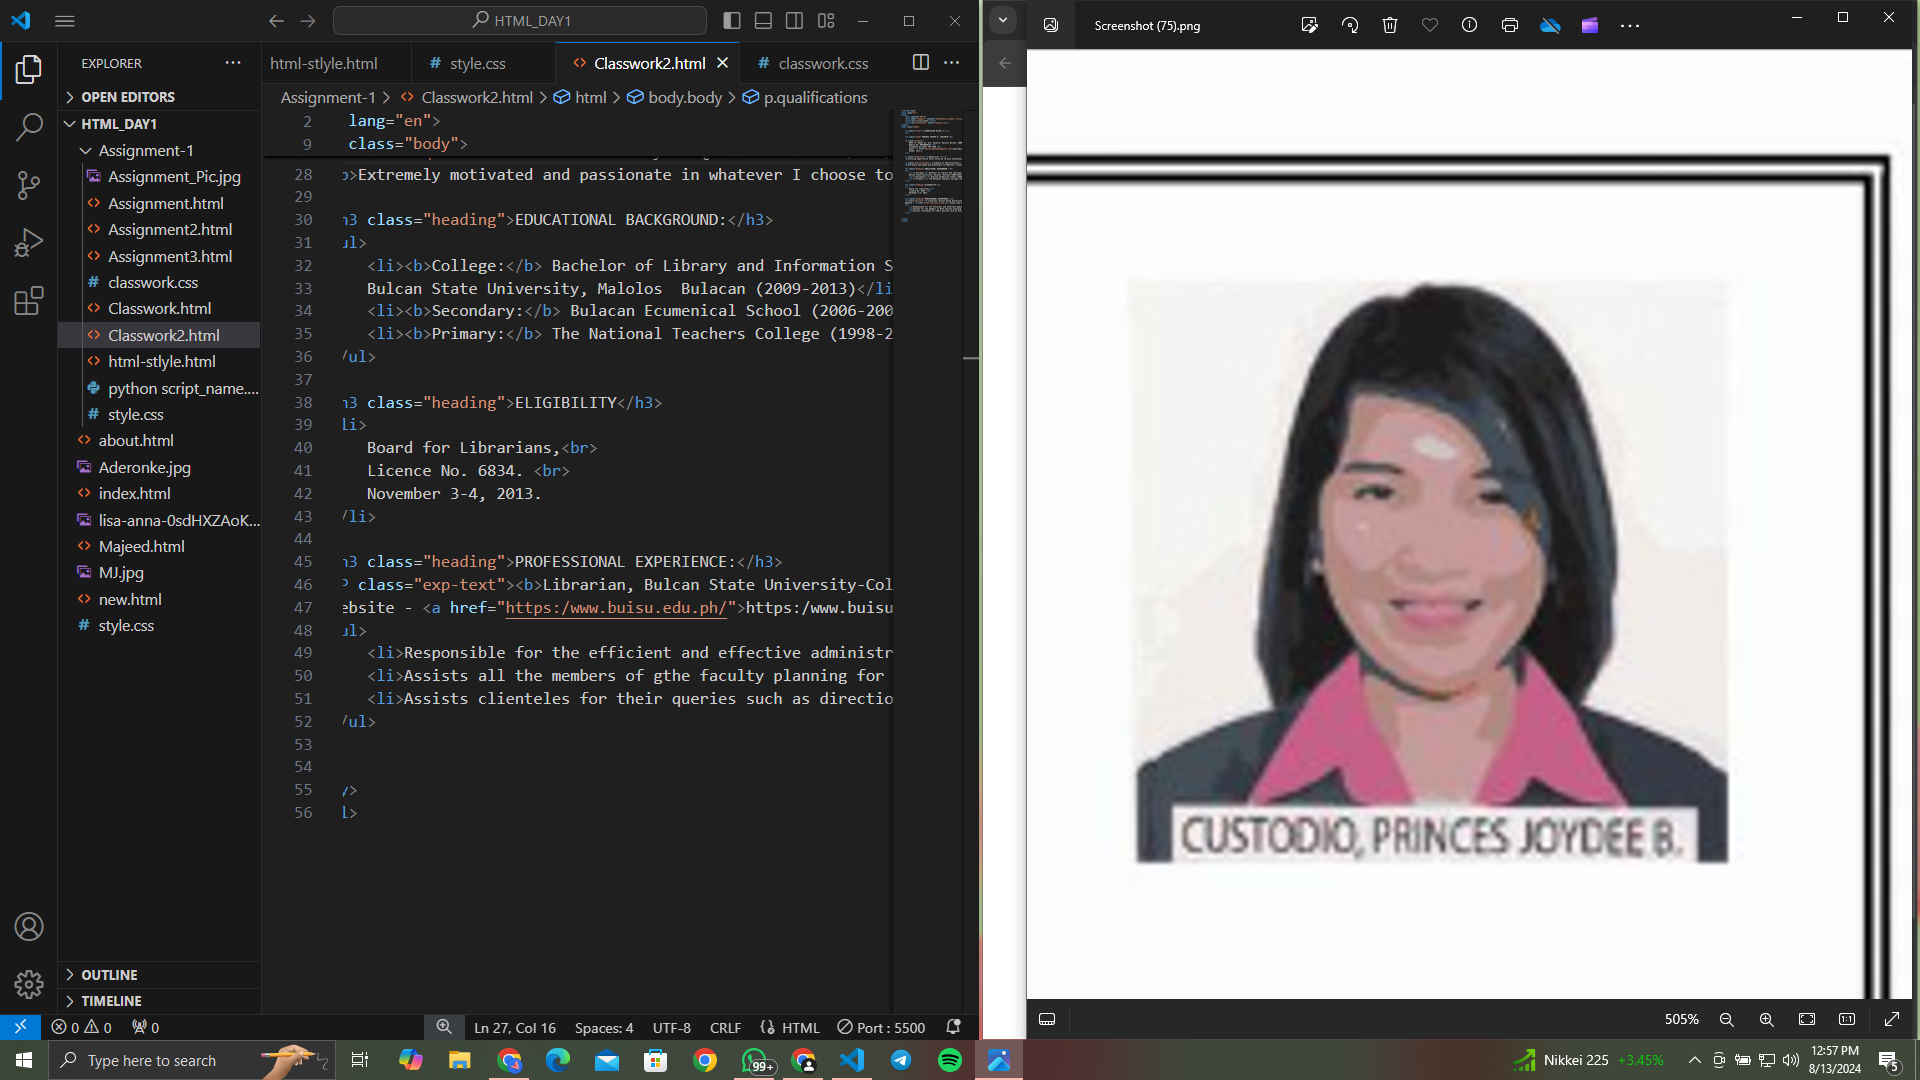 HTML_DAY1
EXPLORER
OPEN EDITORS
HTML_DAY1
Assignment-1
Assignment_Pic.jpg
Assignment.html
Assignment2.html
Assignment3.html
classwork.css
Classwork.html
Classwork2.html
html-stlyle.html
python script_name....
style.css
about.html
Aderonke.jpg
index.html
lisa-anna-0sdHXZAoK...
Majeed.html
MJ.jpg
new.html
style.css
OUTLINE
TIMELINE
html-stlyle.html
style.css
Classwork2.html
classwork.css
Assignment-1 > Classwork2.html > html > body.body > p.qualifications
2 lang="en">
9 class="body">
28 >Extremely motivated and passionate in whatever I choose to
29
30 h3 class="heading">EDUCATIONAL BACKGROUND:</h3>
31 ul>
32 <li><b>College:</b> Bachelor of Library and Information S
33 Bulcan State University, Malolos  Bulacan (2009-2013)</li
34 <li><b>Secondary:</b> Bulacan Ecumenical School (2006-200
35 <li><b>Primary:</b> The National Teachers College (1998-2
36 /ul>
37
38 h3 class="heading">ELIGIBILITY</h3>
39 li>
40 Board for Librarians,<br>
41 Licence No. 6834. <br>
42 November 3-4, 2013.
43 /li>
44
45 h3 class="heading">PROFESSIONAL EXPERIENCE:</h3>
46 P class="exp-text"><b>Librarian, Bulcan State University-Col
47 ebsite - <a href="https:/www.buisu.edu.ph/">https:/www.buisu
48 ul>
49 <li>Responsible for the efficient and effective administr
50 <li>Assists all the members of gthe faculty planning for
51 <li>Assists clienteles for their queries such as directio
52 /ul>
53
54
55 y>
56 l>
0 0 0
Ln 27, Col 16 Spaces: 4 UTF-8 CRLF HTML Port : 5500
Screenshot (75).png
CUSTODIO, PRINCES JOYDEE B.
505%
1:1
Type here to search
99+
Nikkei 225 +3.45%
12:57 PM
8/13/2024
5